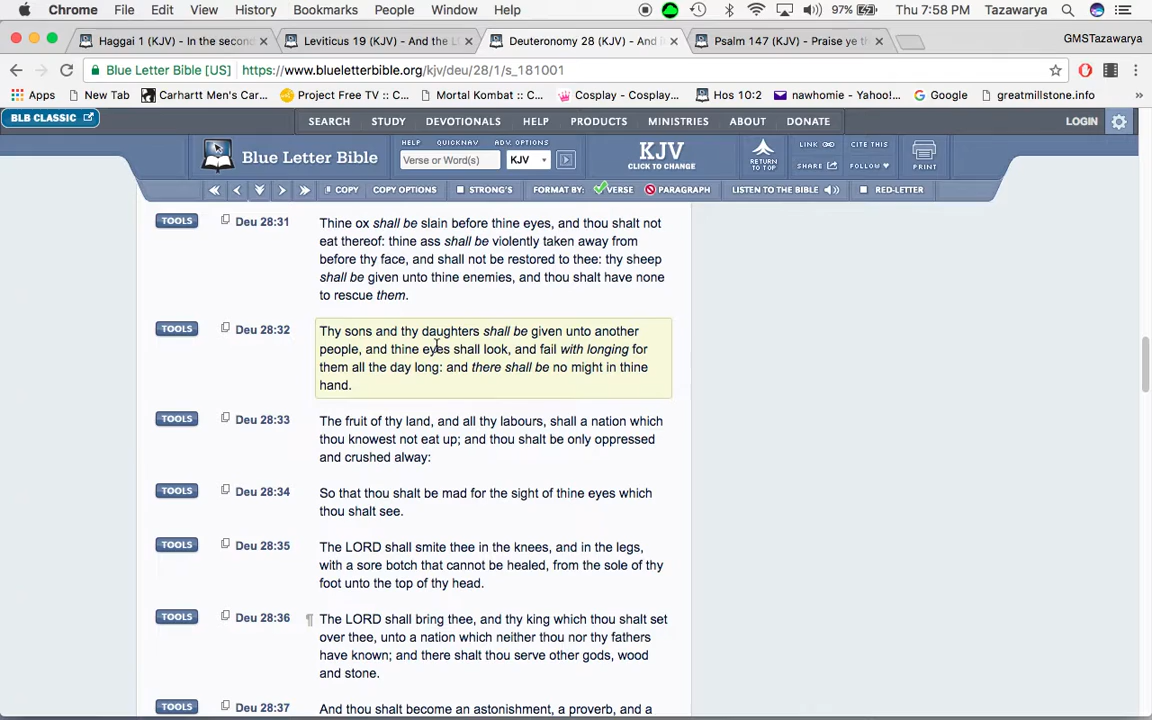 Chrome File Edit View History Bookmarks People Window Help 97% Thu 7:58 PM Tazawarya
Haggai 1 (KJV) - In the second
Leviticus 19 (KJV) - And the L
Deuteronomy 28 (KJV) - And i
Psalm 147 (KJV) - Praise ye th
GMSTazawarya
Blue Letter Bible [US] https://www.blueletterbible.org/kjv/deu/28/1/s_181001
Apps New Tab Carhartt Men's Car... Project Free TV :: C... Mortal Kombat :: C... Cosplay - Cosplay... Hos 10:2 nawhomie - Yahoo!... Google greatmillstone.info
BLB CLASSIC
SEARCH STUDY DEVOTIONALS HELP PRODUCTS MINISTRIES ABOUT DONATE LOGIN
Blue Letter Bible
HELP QUICKNAV ADV. OPTIONS
Verse or Word(s) KJV
KJV
CLICK TO CHANGE
RETURN
TO TOP
LINK CITE THIS
SHARE FOLLOW
PRINT
COPY COPY OPTIONS STRONG'S FORMAT BY: VERSE PARAGRAPH LISTEN TO THE BIBLE RED-LETTER
TOOLS Deu 28:31 Thine ox shall be slain before thine eyes, and thou shalt not
eat thereof: thine ass shall be violently taken away from
before thy face, and shall not be restored to thee: thy sheep
shall be given unto thine enemies, and thou shalt have none
to rescue them.
TOOLS Deu 28:32 Thy sons and thy daughters shall be given unto another
people, and thine eyes shall look, and fail with longing for
them all the day long: and there shall be no might in thine
hand.
TOOLS Deu 28:33 The fruit of thy land, and all thy labours, shall a nation which
thou knowest not eat up; and thou shalt be only oppressed
and crushed alway:
TOOLS Deu 28:34 So that thou shalt be mad for the sight of thine eyes which
thou shalt see.
TOOLS Deu 28:35 The LORD shall smite thee in the knees, and in the legs,
with a sore botch that cannot be healed, from the sole of thy
foot unto the top of thy head.
TOOLS Deu 28:36 ¶ The LORD shall bring thee, and thy king which thou shalt set
over thee, unto a nation which neither thou nor thy fathers
have known; and there shalt thou serve other gods, wood
and stone.
TOOLS Deu 28:37 And thou shalt become an astonishment, a proverb, and a